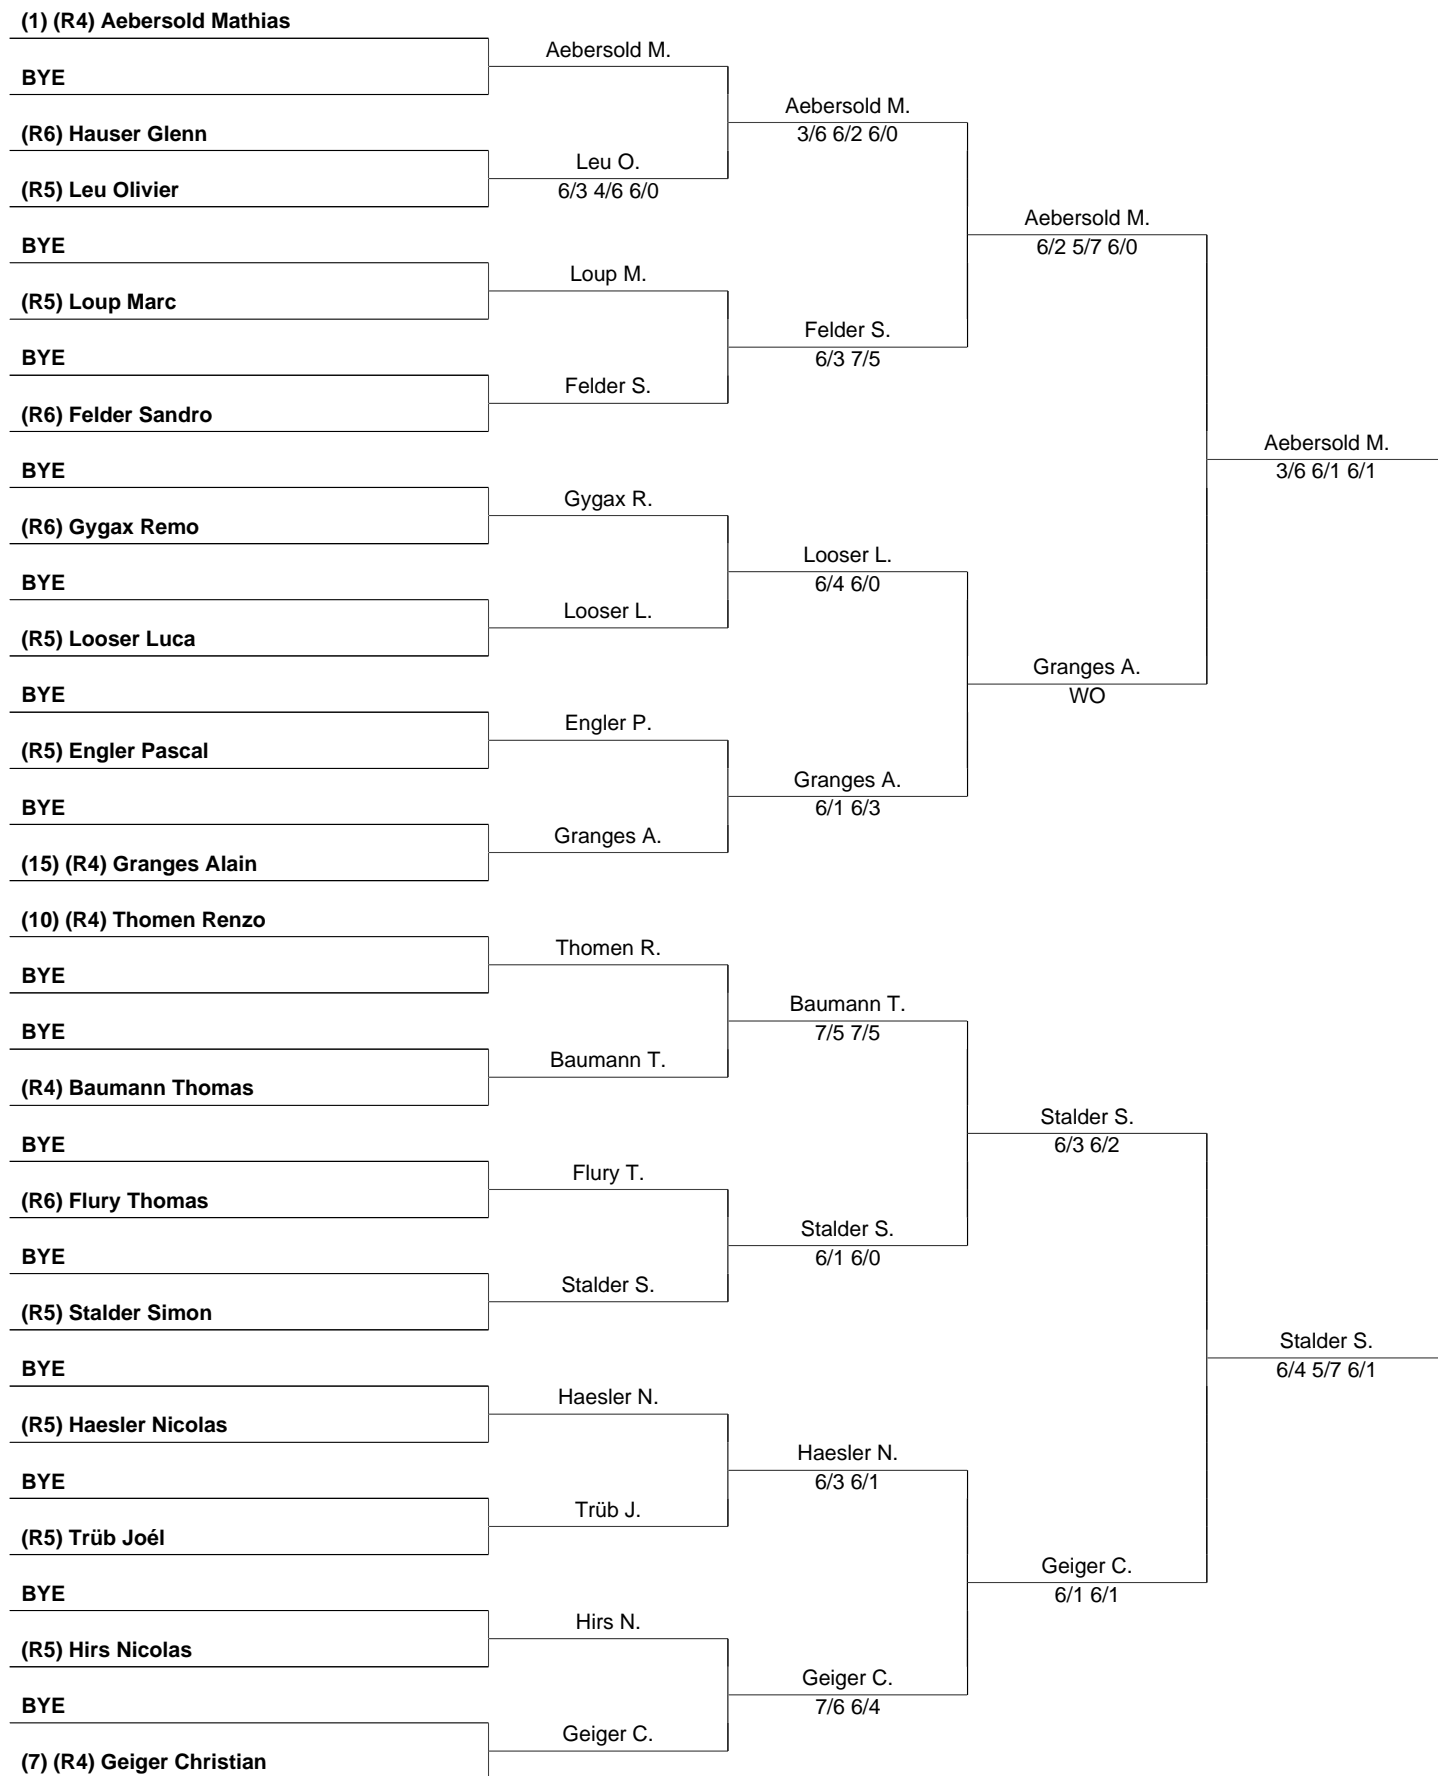 (1) (R4) Aebersold Mathias
Aebersold M.
BYE
Aebersold M.
3/6 6/2 6/0
(R6) Hauser Glenn
Leu O.
6/3 4/6 6/0
(R5) Leu Olivier
Aebersold M.
6/2 5/7 6/0
BYE
Loup M.
(R5) Loup Marc
Felder S.
6/3 7/5
BYE
Felder S.
(R6) Felder Sandro
Aebersold M.
3/6 6/1 6/1
BYE
Gygax R.
(R6) Gygax Remo
Looser L.
6/4 6/0
BYE
Looser L.
(R5) Looser Luca
Granges A.
WO
BYE
Engler P.
(R5) Engler Pascal
Granges A.
6/1 6/3
BYE
Granges A.
(15) (R4) Granges Alain
(10) (R4) Thomen Renzo
Thomen R.
BYE
Baumann T.
7/5 7/5
BYE
Baumann T.
(R4) Baumann Thomas
Stalder S.
6/3 6/2
BYE
Flury T.
(R6) Flury Thomas
Stalder S.
6/1 6/0
BYE
Stalder S.
(R5) Stalder Simon
Stalder S.
6/4 5/7 6/1
BYE
Haesler N.
(R5) Haesler Nicolas
Haesler N.
6/3 6/1
BYE
Trüb J.
(R5) Trüb Joél
Geiger C.
6/1 6/1
BYE
Hirs N.
(R5) Hirs Nicolas
Geiger C.
7/6 6/4
BYE
Geiger C.
(7) (R4) Geiger Christian